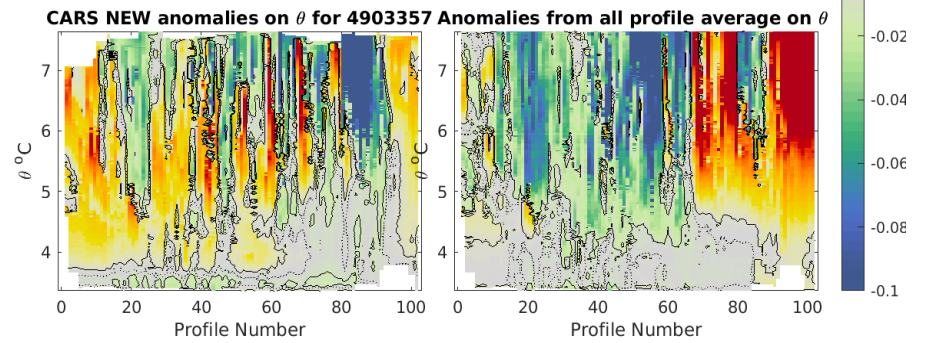 CARS NEW anomalies on θ for 4903357
Anomalies from all profile average on θ
7
6
5
4
θ °C
0 20 40 60 80 100
Profile Number
7
6
5
4
θ °C
0 20 40 60 80 100
Profile Number
-0.02
-0.04
-0.06
-0.08
-0.1